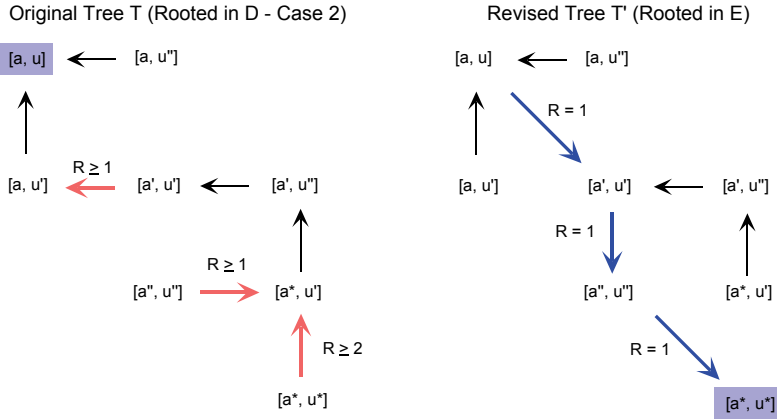 Original Tree T (Rooted in D - Case 2)
Revised Tree T' (Rooted in E)
[a, u]
[a, u'']
[a, u]
[a, u'']
R = 1
R ≥ 1
[a, u']
[a', u']
[a', u'']
[a, u']
[a', u']
[a', u'']
R = 1
R ≥ 1
[a'', u'']
[a*, u']
[a'', u'']
[a*, u']
R ≥ 2
R = 1
[a*, u*]
[a*, u*]